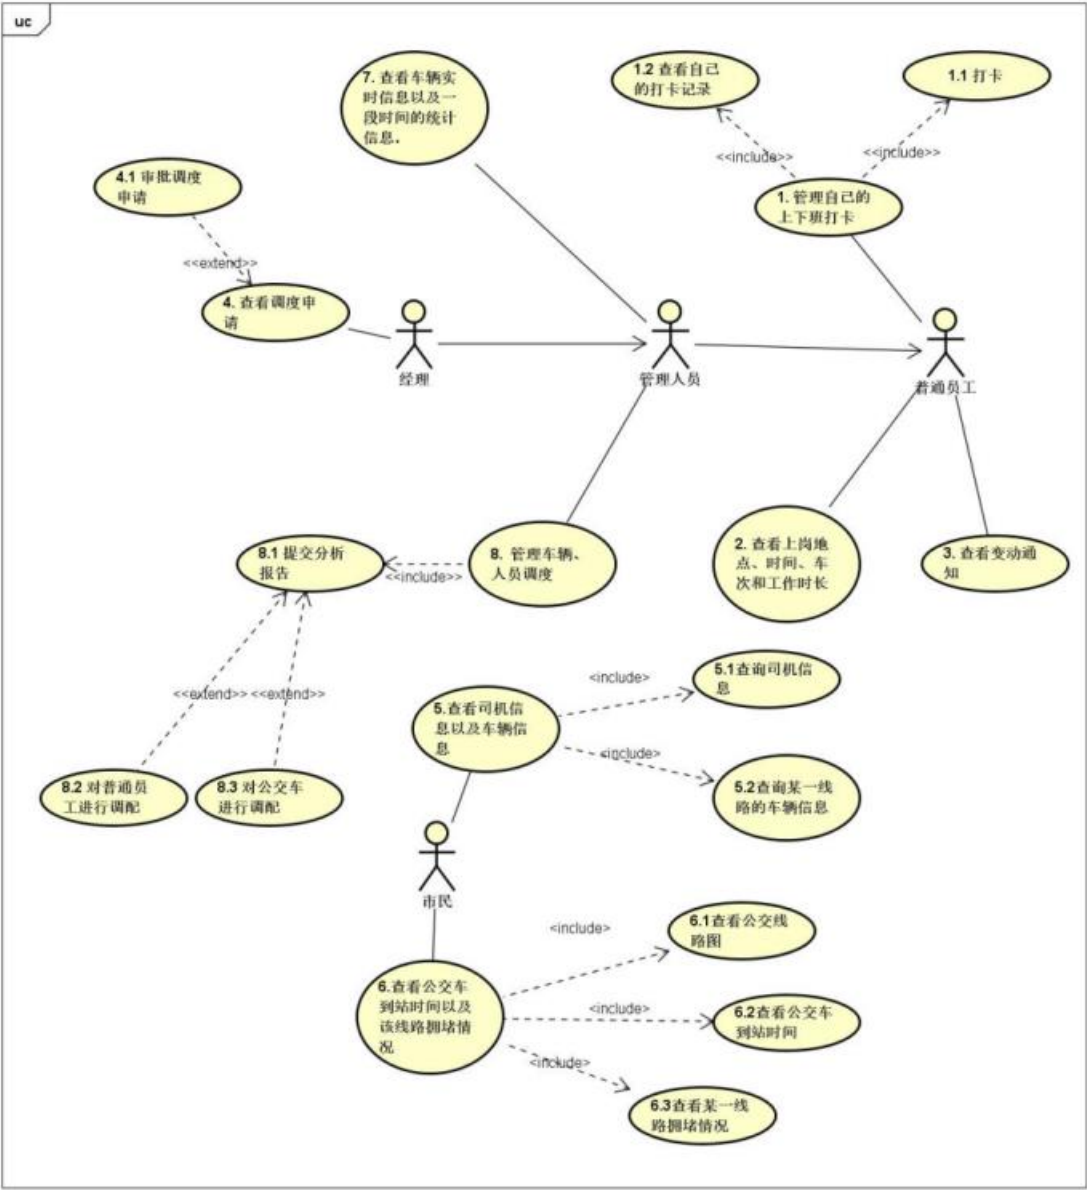 uc
7. 查看车辆实
时信息以及一
段时间的统计
信息.
1.2 查看自己
的打卡记录
1.1 打卡
<<include>>
<<include>>
4.1 审批调度
申请
1. 管理自己的
上下班打卡
<<extend>>
4. 查看调度申
请
经理
管理人员
普通员工
8.1 提交分析
报告
<<include>>
8. 管理车辆、
人员调度
2. 查看上岗地
点、时间、车
次和工作时长
3. 查看变动通
知
<<extend>>
<<extend>>
8.2 对普通员
工进行调配
8.3 对公交车
进行调配
5.查看司机信
息以及车辆信
息
<include>
5.1查询司机信
息
<include>
5.2查询某一线
路的车辆信息
市民
6.查看公交车
到站时间以及
该线路拥堵情
况
<include>
6.1查看公交线
路图
<include>
6.2查看公交车
到站时间
<include>
6.3查看某一线
路拥堵情况